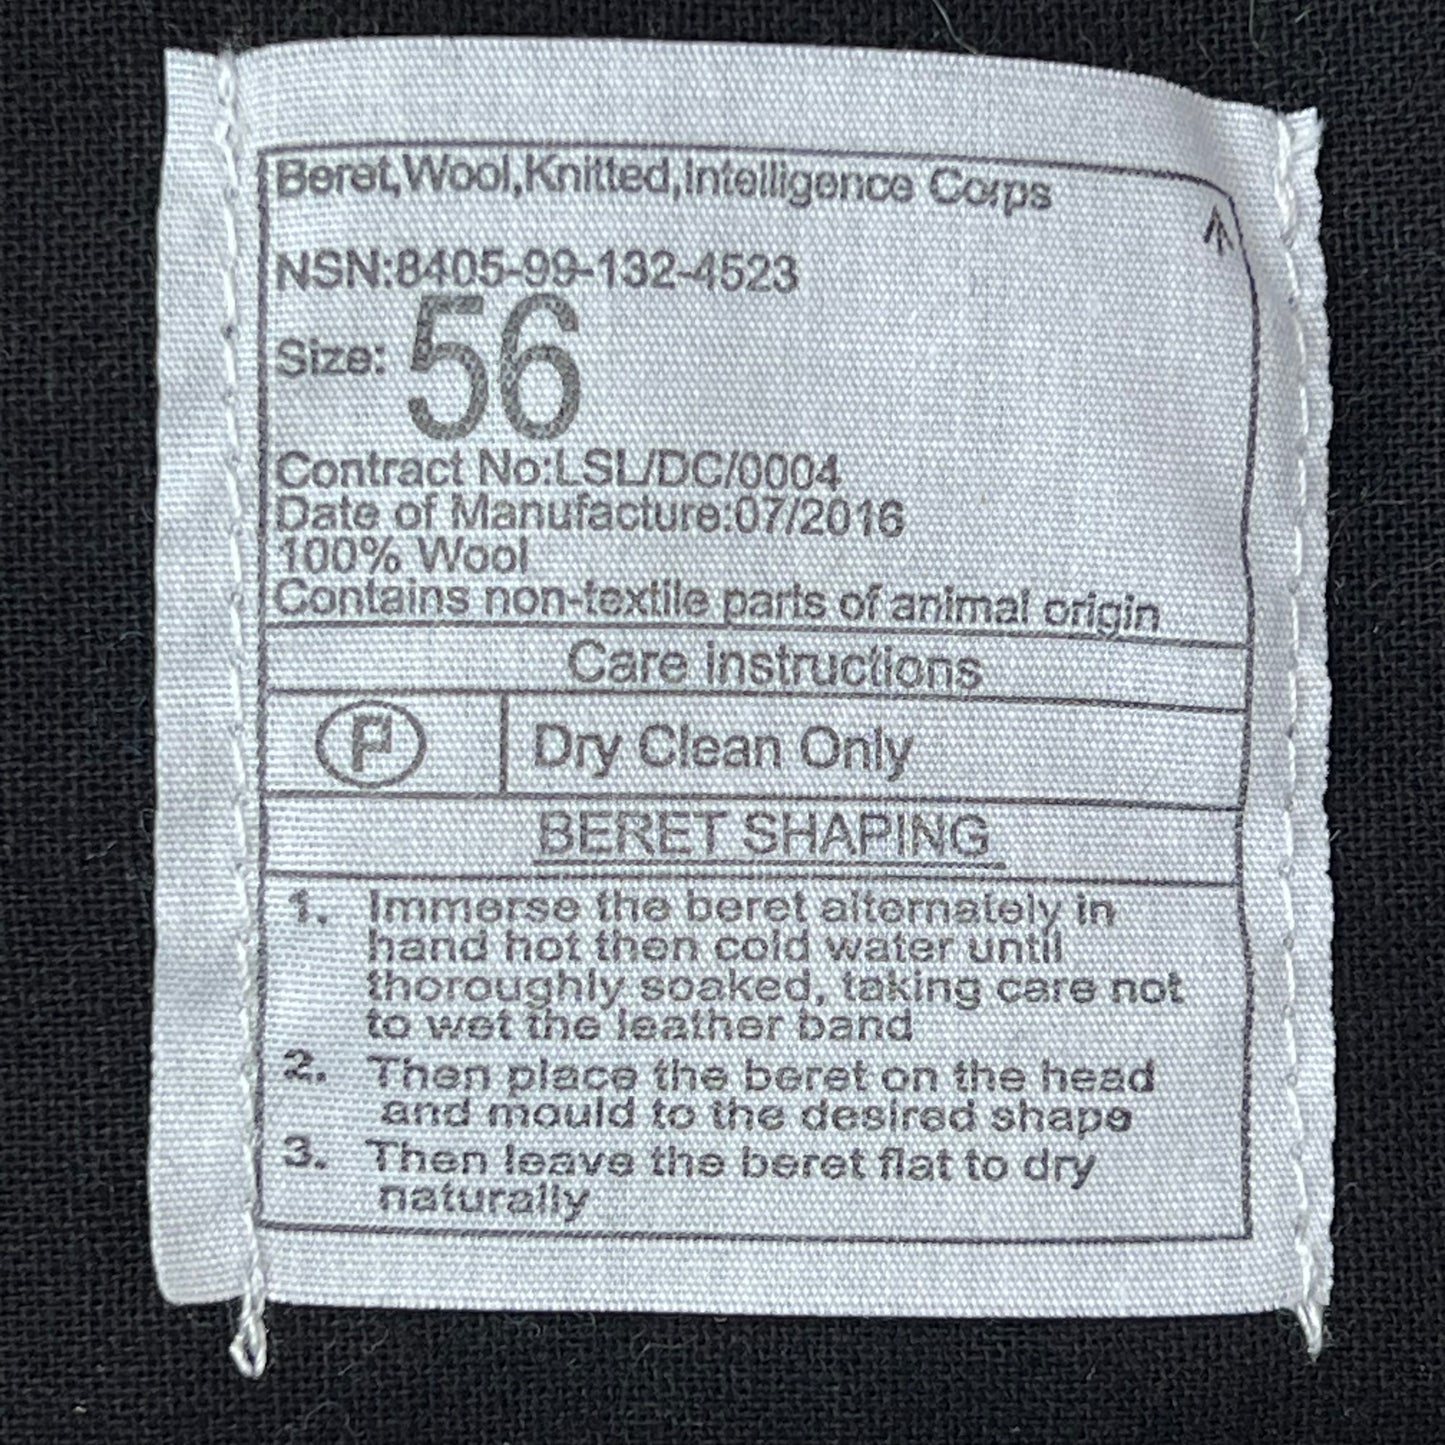 Beret,Wool,Knitted,Intelligence Corps
NSN:8405-99-132-4523
Size: 56
Contract No:LSL/DC/0004
Date of Manufacture:07/2016
100% Wool
Contains non-textile parts of animal origin
Care Instructions
P Dry Clean Only
BERET SHAPING
1. Immerse the beret alternately in
hand hot then cold water until
thoroughly soaked, taking care not
to wet the leather band
2. Then place the beret on the head
and mould to the desired shape
3. Then leave the beret flat to dry
naturally